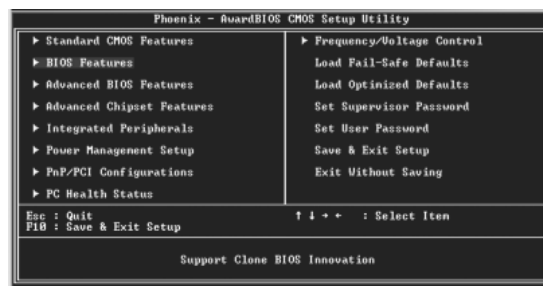 Phoenix - AwardBIOS CMOS Setup Utility
▶ Standard CMOS Features
▶ BIOS Features
▶ Advanced BIOS Features
▶ Advanced Chipset Features
▶ Integrated Peripherals
▶ Power Management Setup
▶ PnP/PCI Configurations
▶ PC Health Status
▶ Frequency/Voltage Control
Load Fail-Safe Defaults
Load Optimized Defaults
Set Supervisor Password
Set User Password
Save & Exit Setup
Exit Without Saving
Esc : Quit
F10 : Save & Exit Setup
↑ ↓ → ← : Select Item
Support Clone BIOS Innovation